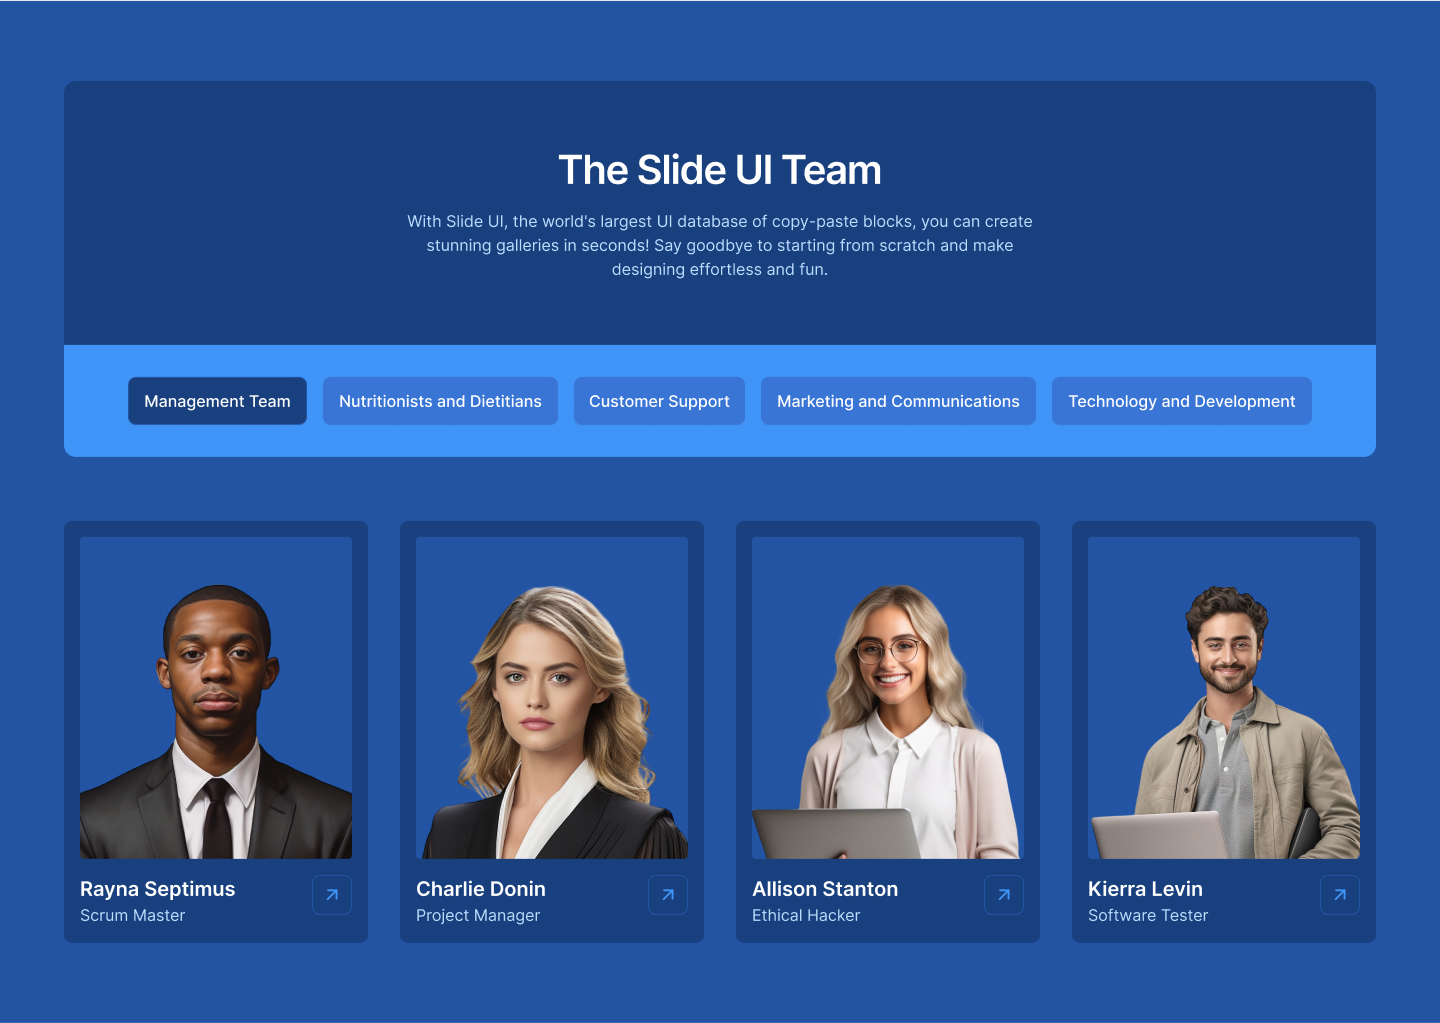 The Slide UI Team
With Slide UI, the world's largest UI database of copy-paste blocks, you can create
stunning galleries in seconds! Say goodbye to starting from scratch and make
designing effortless and fun.
Management Team
Nutritionists and Dietitians
Customer Support
Marketing and Communications
Technology and Development
Rayna Septimus
Scrum Master
Charlie Donin
Project Manager
Allison Stanton
Ethical Hacker
Kierra Levin
Software Tester